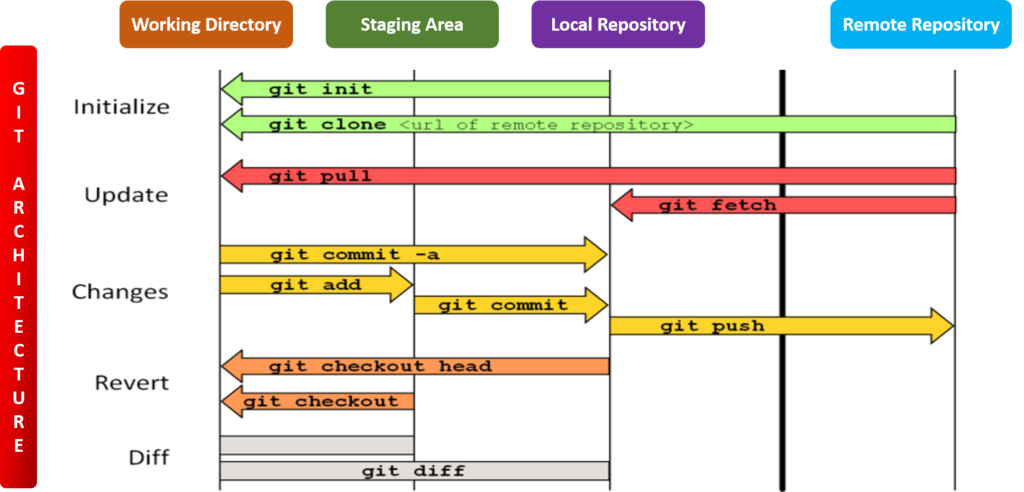 Working Directory
Staging Area
Local Repository
Remote Repository
GIT ARCHITECTURE
Initialize
git init
git clone <url of remote repository>
Update
git pull
git fetch
Changes
git commit -a
git add
git commit
git push
Revert
git checkout head
git checkout
Diff
git diff